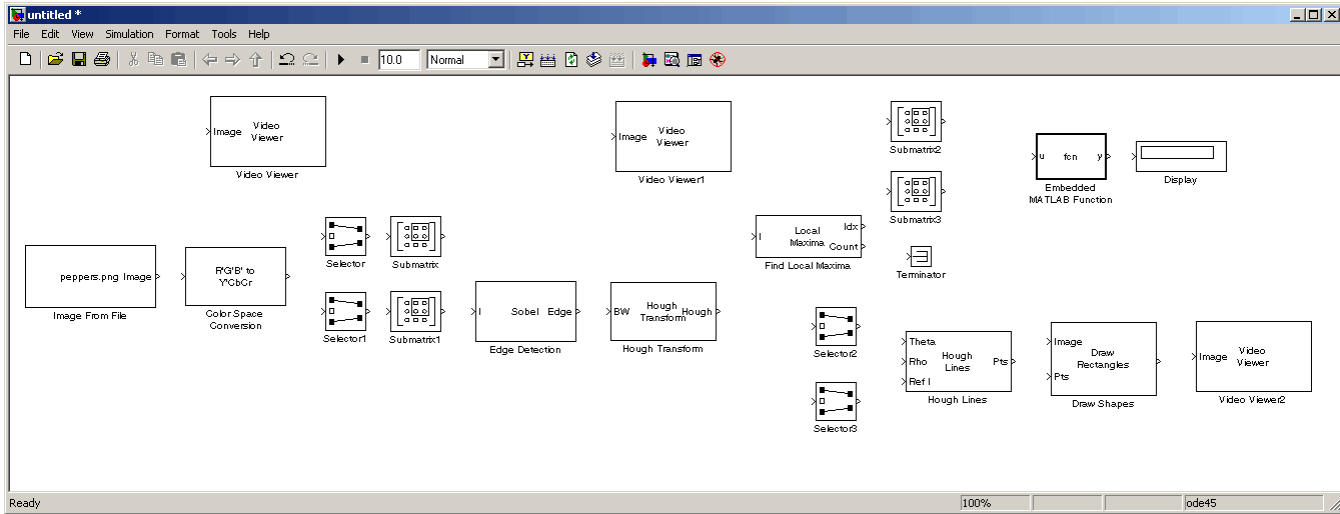 untitled *
File Edit View Simulation Format Tools Help
10.0 Normal
Image Video Viewer
Video Viewer
Image Video Viewer
Video Viewer1
Submatrix2
u fcn y
Embedded
MATLAB Function
Display
Submatrix3
peppers.png Image
Image From File
R'G'B' to
Y'CbCr
Color Space
Conversion
Selector
Submatrix
Selector1
Submatrix1
I Sobel Edge
Edge Detection
BW Hough Transform Hough
Hough Transform
I Local Maxima Idx Count
Find Local Maxima
Terminator
Selector2
Selector3
Theta
Rho Hough Lines Pts
Ref I
Hough Lines
Image Draw Rectangles
Pts
Draw Shapes
Image Video Viewer
Video Viewer2
Ready 100% ode45